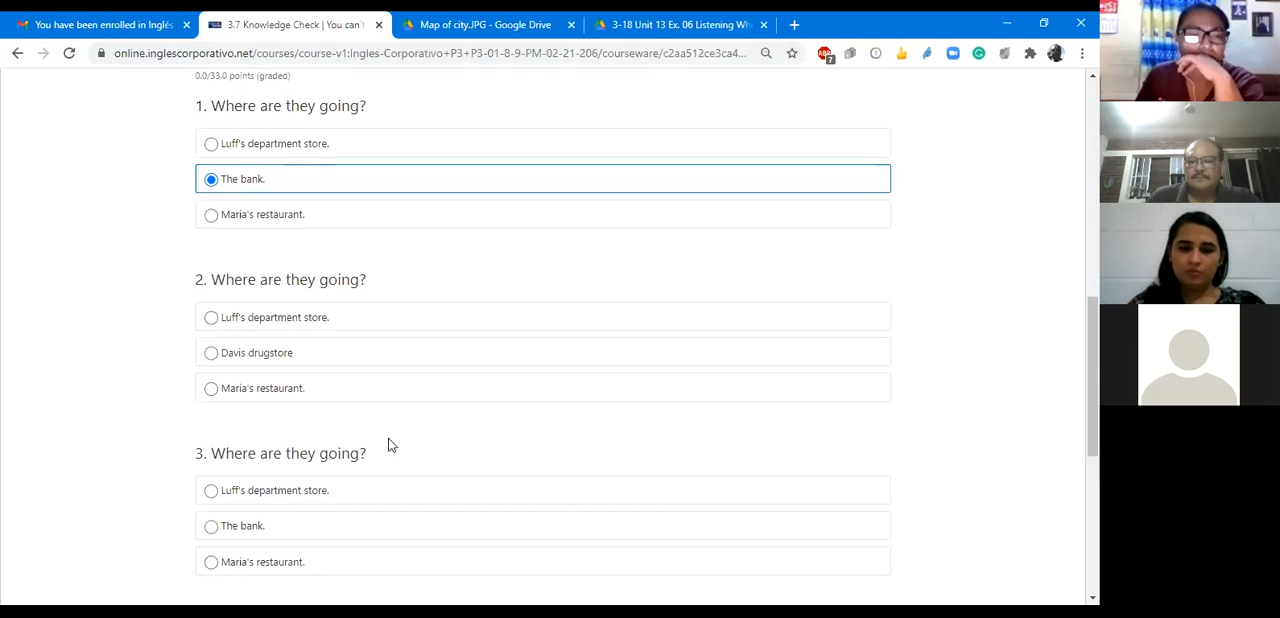 You have been enrolled in Inglés
3.7 Knowledge Check | You can't
Map of city.JPG - Google Drive
3-18 Unit 13 Ex. 06 Listening Wh
online.inglescorporativo.net/courses/course-v1:Ingles-Corporativo+P3+P3-01-19-PM-02-21-206/courseware/c2aa512ce3ca4...
ABP
7
0.0/33.0 points (graded)
1. Where are they going?
Luff's department store.
The bank.
Maria's restaurant.
2. Where are they going?
Luff's department store.
Davis drugstore
Maria's restaurant.
3. Where are they going?
Luff's department store.
The bank.
Maria's restaurant.